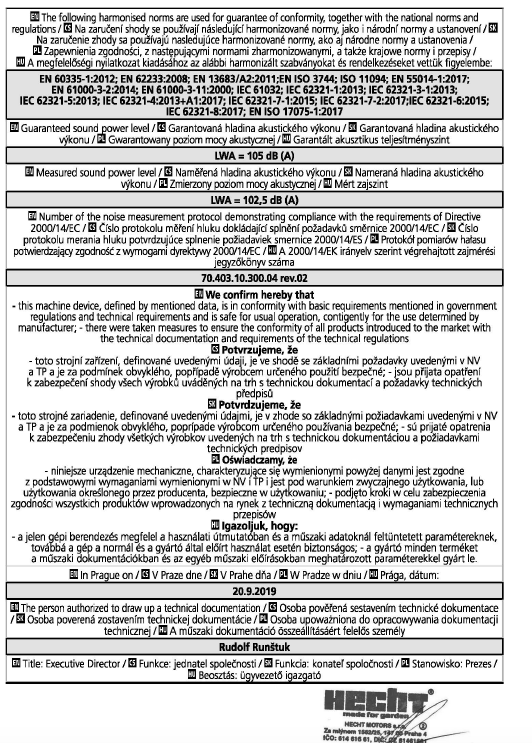 EN The following harmonised norms are used for guarantee of conformity, together with the national norms and
regulations / CS Na zaručení shody se používají následující harmonizované normy, jako i národní normy a ustanovení / SK
Na zaručenie zhody sa používajú nasledujúce harmonizované normy, ako aj národne normy a ustanovenia /
PL Zapewnienia zgodności, z następującymi normami zharmonizowanymi, a także krajowe normy i przepisy /
HU A megfelelőségi nyilatkozat kiadásához az alábbi harmonizált szabványokat és rendelkezéseket vettük figyelembe:
EN 60335-1:2012; EN 62233:2008; EN 13683/A2:2011;EN ISO 3744; ISO 11094; EN 55014-1:2017;
EN 61000-3-2:2014; EN 61000-3-11:2000; IEC 61032; IEC 62321-1:2013; IEC 62321-3-1:2013;
IEC 62321-5:2013; IEC 62321-4:2013+A1:2017; IEC 62321-7-1:2015; IEC 62321-7-2:2017;IEC 62321-6:2015;
IEC 62321-8:2017; EN ISO 17075-1:2017
EN Guaranteed sound power level / CS Garantovaná hladina akustického výkonu / SK Garantovaná hladina akustického
výkonu / PL Gwarantowany poziom mocy akustycznej / HU Garantált akusztikus teljesítményszint
LWA = 105 dB (A)
EN Measured sound power level / CS Naměřená hladina akustického výkonu / SK Nameraná hladina akustického
výkonu / PL Zmierzony poziom mocy akustycznej / HU Mért zajszint
LWA = 102,5 dB (A)
EN Number of the noise measurement protocol demonstrating compliance with the requirements of Directive
2000/14/EC / CS Číslo protokolu měření hluku dokládající splnění požadavků směrnice 2000/14/EC / SK Číslo
protokolu merania hluku potvrdzujúce splnenie požiadaviek smernice 2000/14/ES / PL Protokół pomiarów hałasu
potwierdzający zgodność z wymogami dyrektywy 2000/14/EC / HU A 2000/14/EK irányelv szerint végrehajtott zajmérési
jegyzőkönyv száma
70.403.10.300.04 rev.02
EN We confirm hereby that
- this machine device, defined by mentioned data, is in conformity with basic requirements mentioned in government
regulations and technical requirements and is safe for usual operation, contigently for the use determined by
manufacturer; - there were taken measures to ensure the conformity of all products introduced to the market with
the technical documentation and requirements of the technical regulations
CS Potvrzujeme, že
- toto strojní zařízení, definované uvedenými údaji, je ve shodě se základními požadavky uvedenými v NV
a TP a je za podmínek obvyklého, popřípadě výrobcem určeného použití bezpečné; - jsou přijata opatření
k zabezpečení shody všech výrobků uváděných na trh s technickou dokumentací a požadavky technických
předpisů
SK Potvrdzujeme, že
- toto strojné zariadenie, definované uvedenými údajmi, je v zhode so základnými požiadavkami uvedenými v NV
a TP a je za podmienok obvyklého, poprípade výrobcom určeného používania bezpečné; - sú prijaté opatrenia
k zabezpečeniu zhody všetkých výrobkov uvedených na trh s technickou dokumentáciou a požiadavkami
technických predpisov
PL Oświadczamy, że
- niniejsze urządzenie mechaniczne, charakteryzujące się wymienionymi powyżej danymi jest zgodne
z podstawowymi wymaganiami wymienionymi w NV i TP i jest pod warunkiem zwyczajnego użytkowania, lub
użytkowania określonego przez producenta, bezpieczne w użytkowaniu; - podjęto kroki w celu zabezpieczenia
zgodności wszystkich produktów wprowadzonych na rynek z techniczną dokumentacją i wymaganiami technicznych
przepisów
HU Igazoljuk, hogy:
- a jelen gépi berendezés megfelel a használati útmutatóban és a műszaki adatoknál feltüntetett paramétereknek,
továbbá a gép a normál és a gyártó által előírt használat esetén biztonságos; - a gyártó minden terméket
a műszaki dokumentációkban és az egyéb műszaki előírásokban meghatározott paraméterekkel gyárt le.
EN In Prague on / CS V Praze dne / SK V Prahe dňa / PL W Pradze w dniu / HU Prága, dátum:
20.9.2019
EN The person authorized to draw up a technical documentation / CS Osoba pověřená sestavením technické dokumentace
/ SK Osoba poverená zostavením technickej dokumentácie / PL Osoba upoważniona do opracowywania dokumentacji
technicznej / HU A műszaki dokumentáció összeállításáért felelős személy
Rudolf Runštuk
EN Title: Executive Director / CS Funkce: jednatel společnosti / SK Funkcia: konateľ spoločnosti / PL Stanowisko: Prezes /
HU Beosztás: ügyvezető igazgató
HECHT®
made for garden
HECHT MOTORS s.r.o. 2
Za mlýnem 1562/25, 147 00 Praha 4
IČO: 614 616 61, DIČ: CZ 61461661